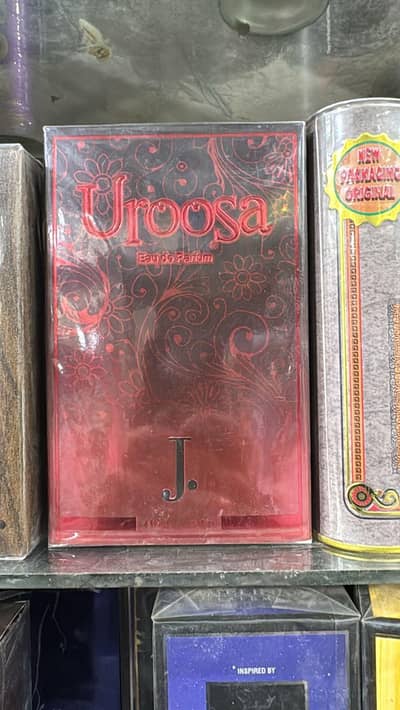 Uroosa
Eau de Parfum
J.
NEW
PACKAGING
ORIGINAL
INSPIRED BY